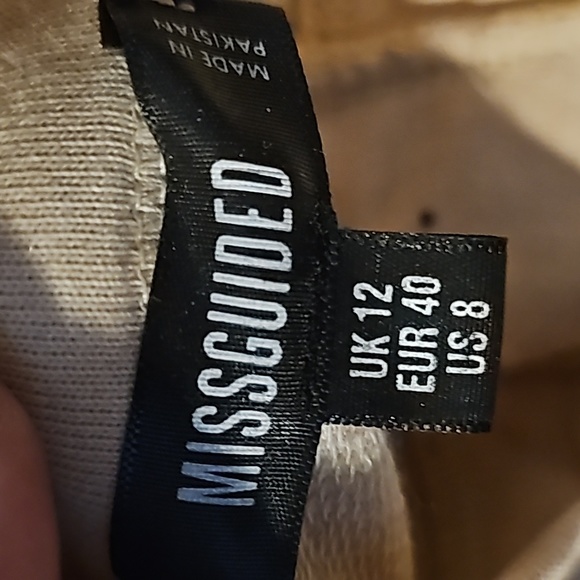 MISSGUIDED
MADE IN
PAKISTAN
UK 12
EUR 40
US 8